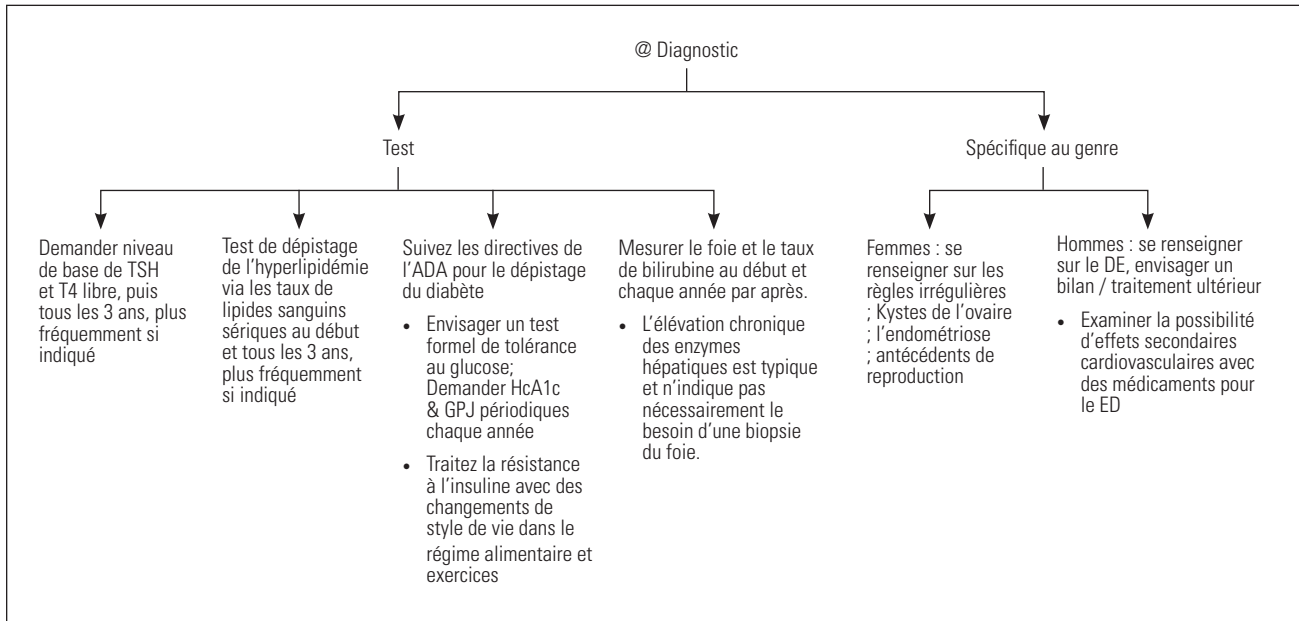 @ Diagnostic
Test
Spécifique au genre
Demander niveau
de base de TSH
et T4 libre, puis
tous les 3 ans, plus
fréquemment si
indiqué
Test de dépistage
de l'hyperlipidémie
via les taux de
lipides sanguins
sériques au début
et tous les 3 ans,
plus fréquemment
si indiqué
Suivez les directives de
l'ADA pour le dépistage
du diabète
• Envisager un test
formel de tolérance
au glucose;
Demander HcA1c
& GPJ périodiques
chaque année
• Traitez la résistance
à l'insuline avec des
changements de
style de vie dans le
régime alimentaire et
exercices
Mesurer le foie et le taux
de bilirubine au début et
chaque année par après.
• L'élévation chronique
des enzymes
hépatiques est typique
et n'indique pas
nécessairement le
besoin d'une biopsie
du foie.
Femmes : se
renseigner sur les
règles irrégulières
; Kystes de l'ovaire
; l'endométriose
; antécédents de
reproduction
Hommes : se renseigner
sur le DE, envisager un
bilan / traitement ultérieur
• Examiner la possibilité
d'effets secondaires
cardiovasculaires avec
des médicaments pour
le ED